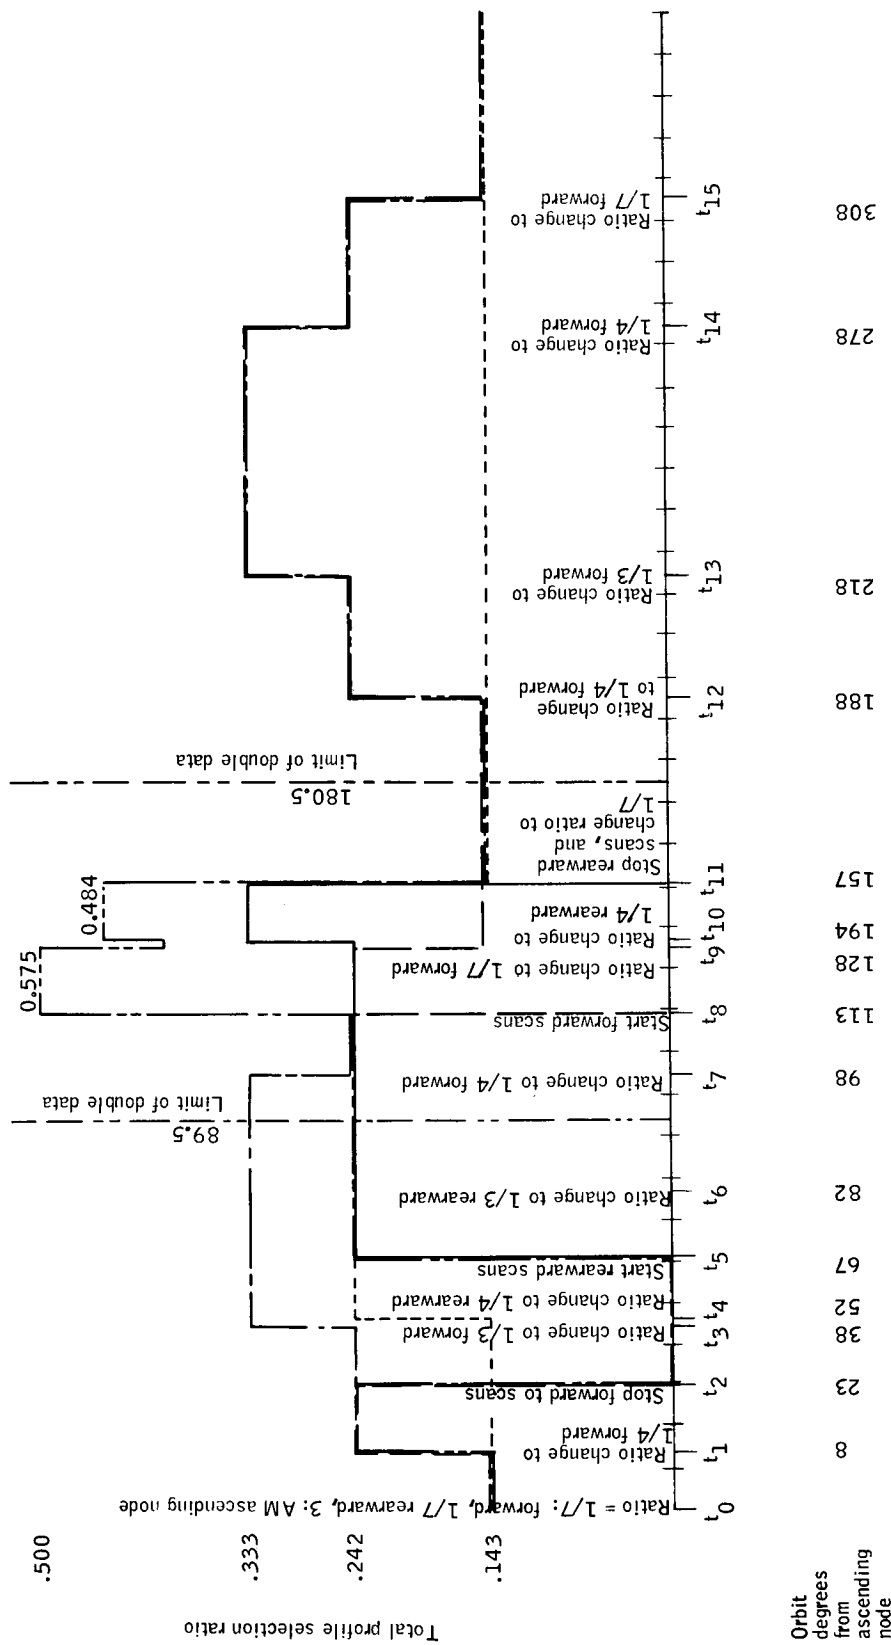 Total profile selection ratio
.500
.333
.242
.143
0.575
0.484
89.5
Limit of double data
180.5
Limit of double data
Ratio = 1/7: forward, 1/7 rearward, 3: AM ascending node
Ratio change to
1/4 forward
Stop forward to scans
Ratio change to 1/3 forward
Ratio change to 1/4 rearward
Start rearward scans
Ratio change to 1/3 rearward
Ratio change to 1/4 forward
Start forward scans
Ratio change to 1/7 forward
Ratio change to
1/4 rearward
Stop rearward
scans, and
change ratio to
1/7
Ratio change
to 1/4 forward
Ratio change to
1/3 forward
Ratio change to
1/4 forward
Ratio change to
1/7 forward
t0 t1 t2 t3 t4 t5 t6 t7 t8 t9 t10 t11 t12 t13 t14 t15
Orbit
degrees
from
ascending
node
8 23 38 52 67 82 98 113 128 194 157 188 218 278 308